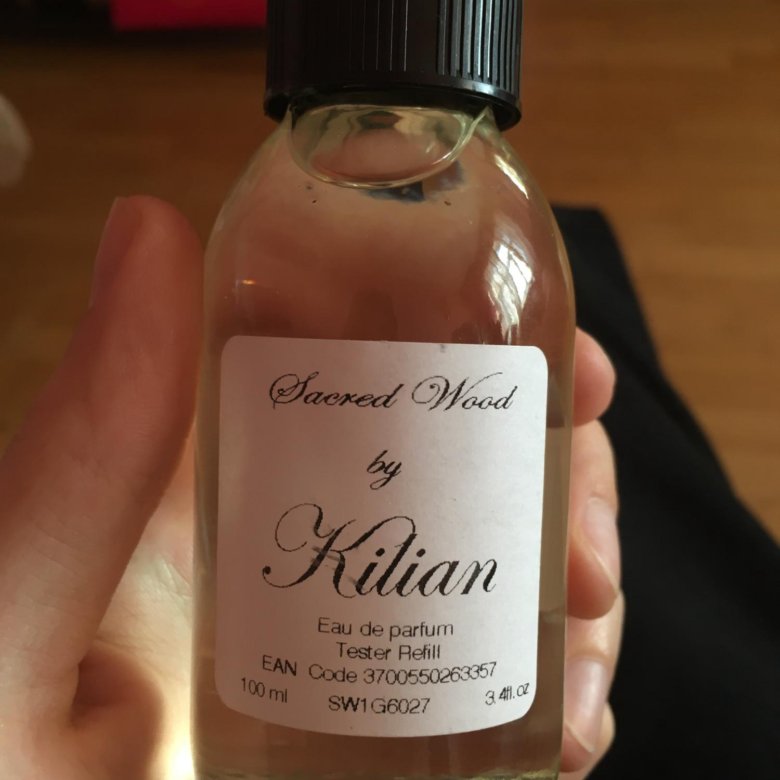 Sacred Wood
by
Kilian
Eau de parfum
Tester Refill
EAN Code 3700550263357
100 ml SW1G6027 3.4fl.oz